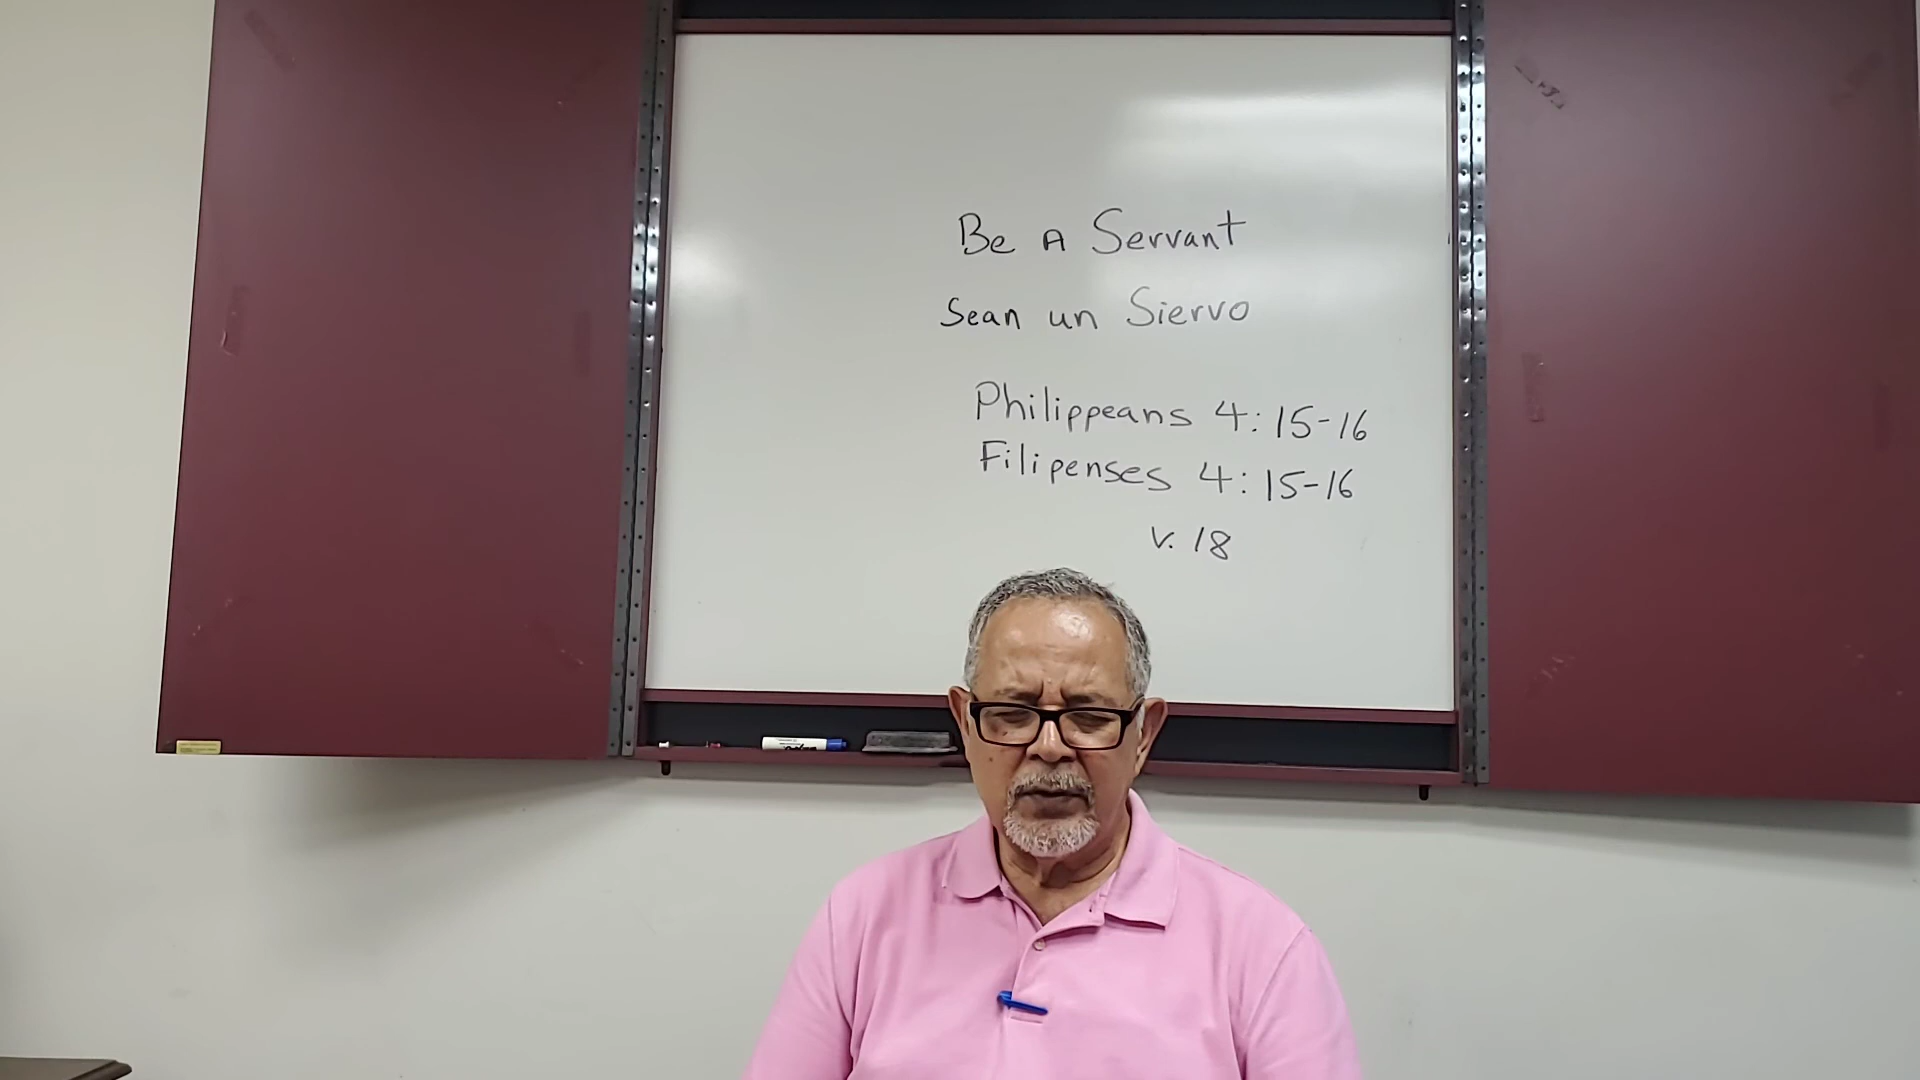 Be A Servant
Sean un Siervo
Philippeans 4:15-16
Filipenses 4:15-16
v. 18